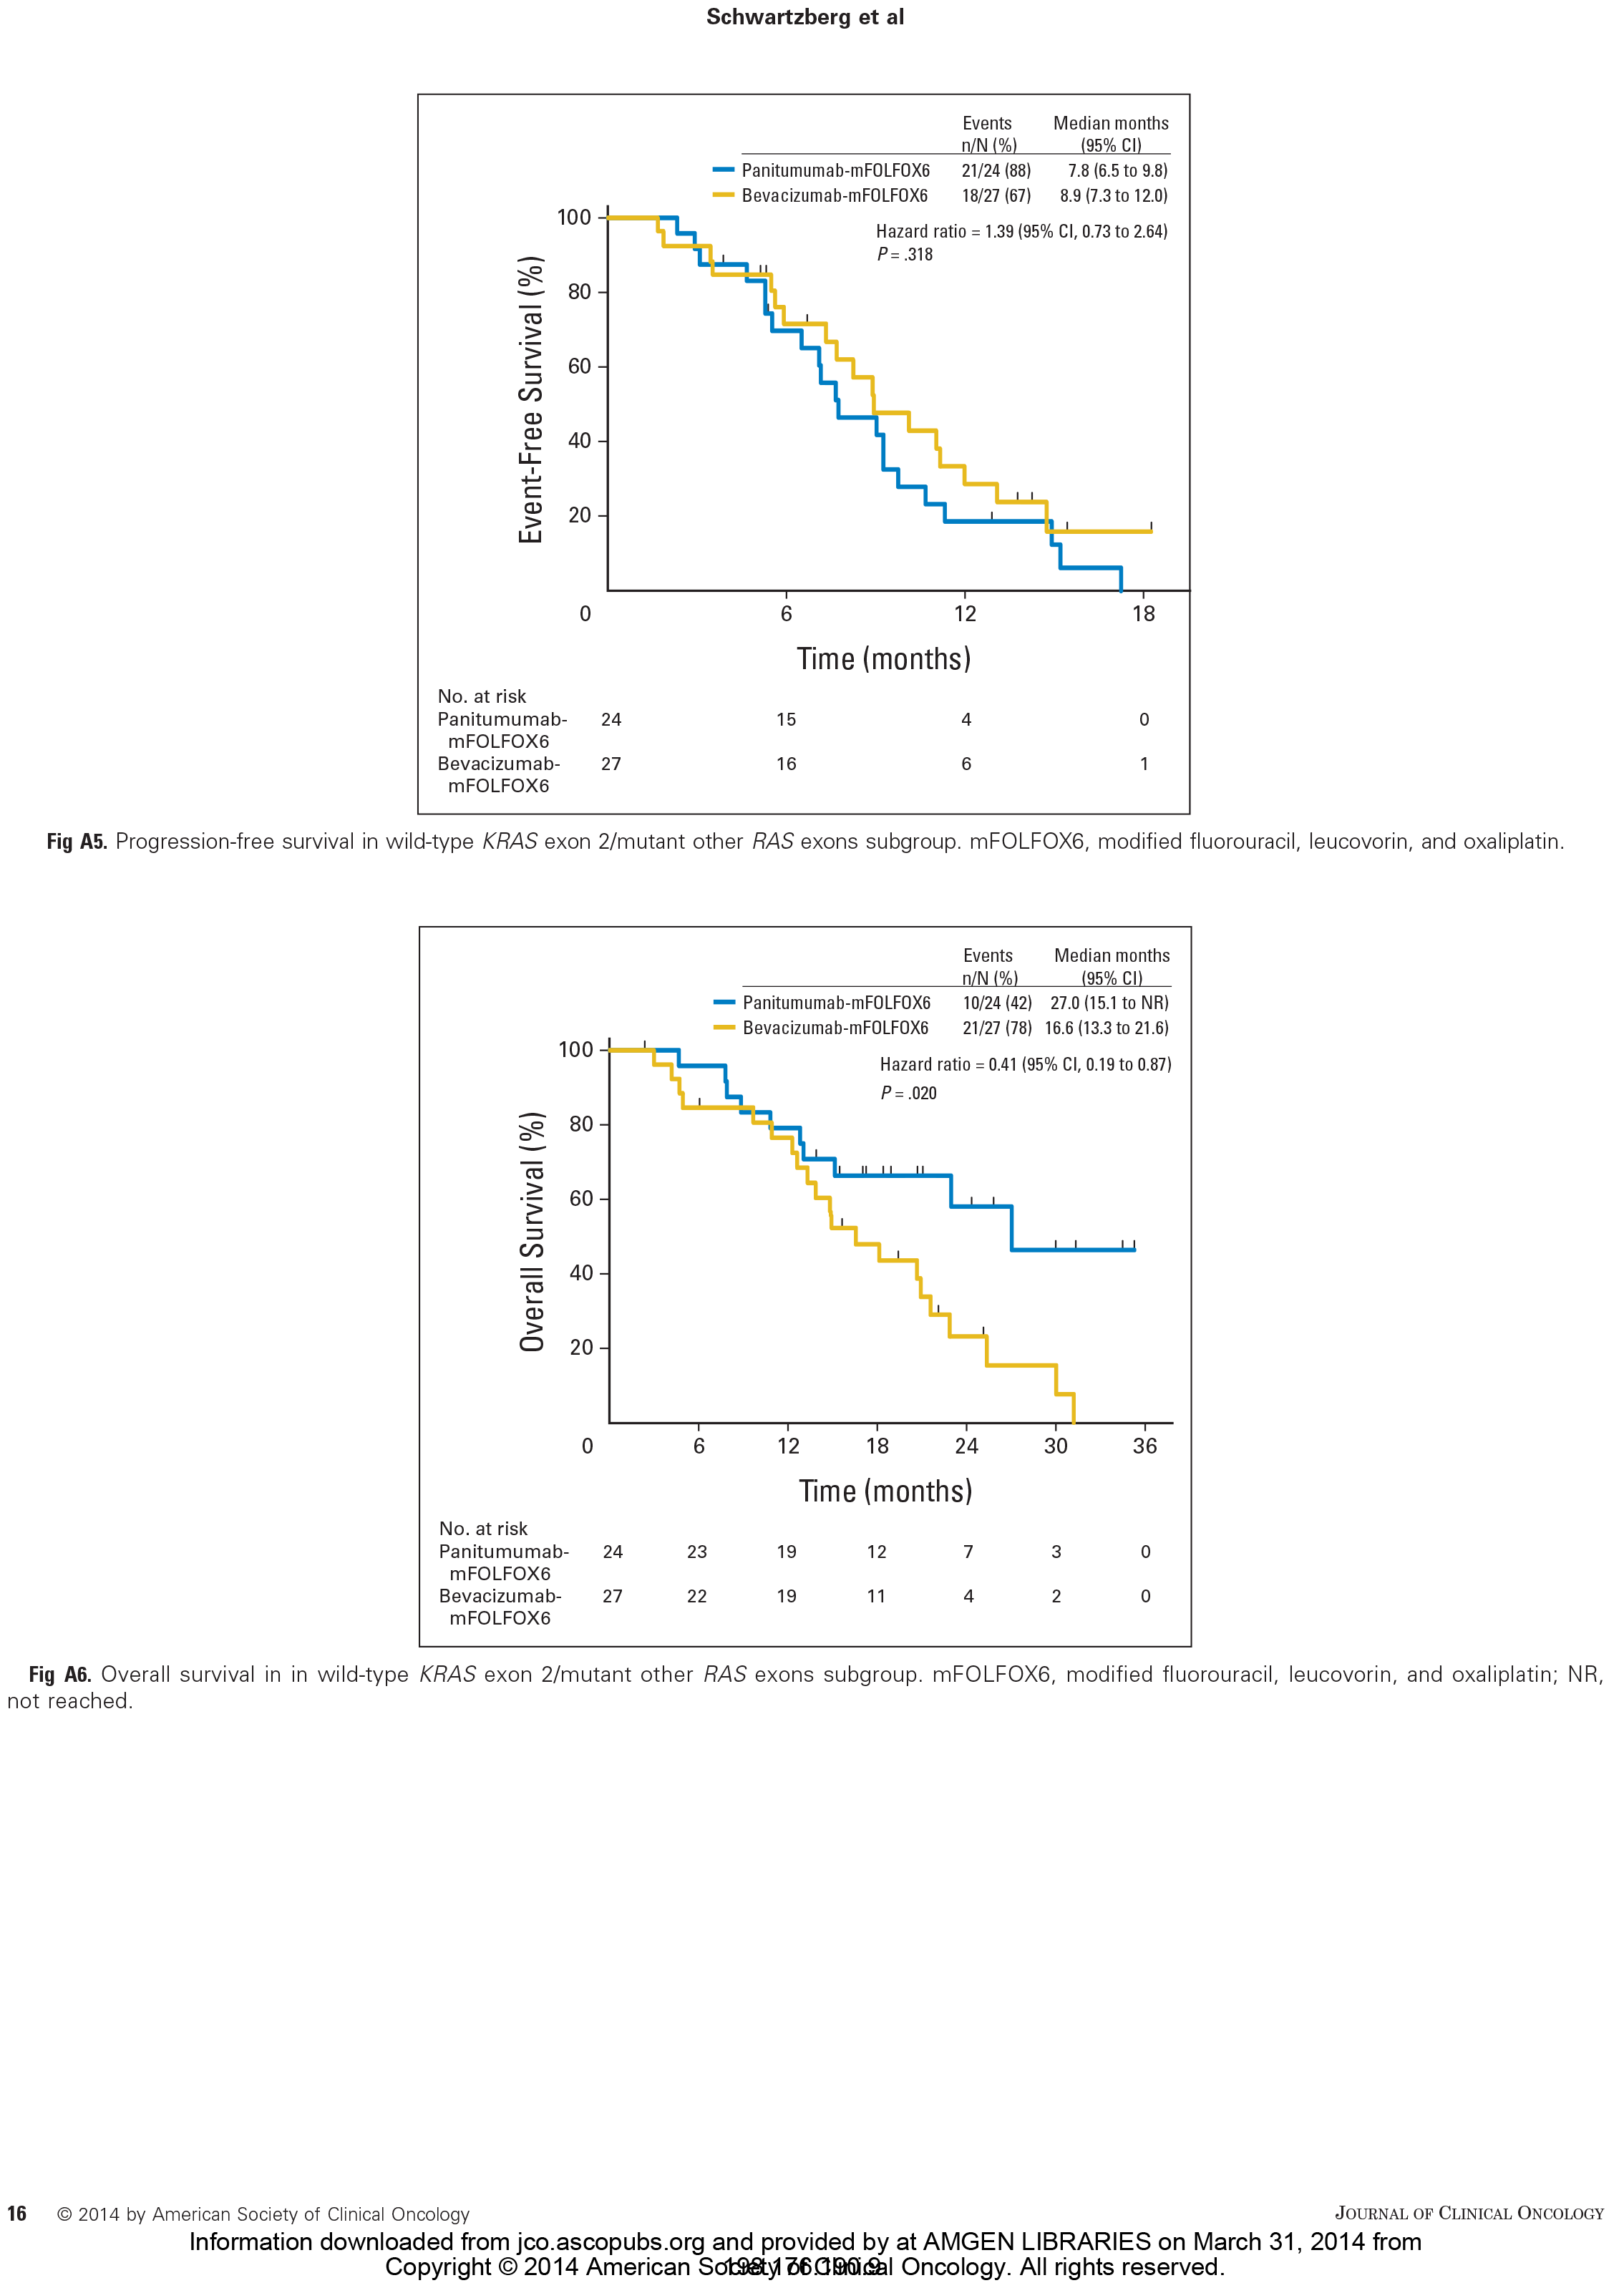 Schwartzberg et al
Events Median months
n/N (%) (95% CI)
Panitumumab-mFOLFOX6 21/24 (88) 7.8 (6.5 to 9.8)
Bevacizumab-mFOLFOX6 18/27 (67) 8.9 (7.3 to 12.0)
Hazard ratio = 1.39 (95% CI, 0.73 to 2.64)
P = .318
Event-Free Survival (%)
100
80
60
40
20
0 6 12 18
Time (months)
No. at risk
Panitumumab-
mFOLFOX6 24 15 4 0
Bevacizumab-
mFOLFOX6 27 16 6 1
Fig A5. Progression-free survival in wild-type KRAS exon 2/mutant other RAS exons subgroup. mFOLFOX6, modified fluorouracil, leucovorin, and oxaliplatin.
Events Median months
n/N (%) (95% CI)
Panitumumab-mFOLFOX6 10/24 (42) 27.0 (15.1 to NR)
Bevacizumab-mFOLFOX6 21/27 (78) 16.6 (13.3 to 21.6)
Hazard ratio = 0.41 (95% CI, 0.19 to 0.87)
P = .020
Overall Survival (%)
100
80
60
40
20
0 6 12 18 24 30 36
Time (months)
No. at risk
Panitumumab-
mFOLFOX6 24 23 19 12 7 3 0
Bevacizumab-
mFOLFOX6 27 22 19 11 4 2 0
Fig A6. Overall survival in in wild-type KRAS exon 2/mutant other RAS exons subgroup. mFOLFOX6, modified fluorouracil, leucovorin, and oxaliplatin; NR,
not reached.
16 © 2014 by American Society of Clinical Oncology JOURNAL OF CLINICAL ONCOLOGY
Information downloaded from jco.ascopubs.org and provided by at AMGEN LIBRARIES on March 31, 2014 from
Copyright © 2014 American Society of Clinical Oncology. All rights reserved.
198.176.190.9